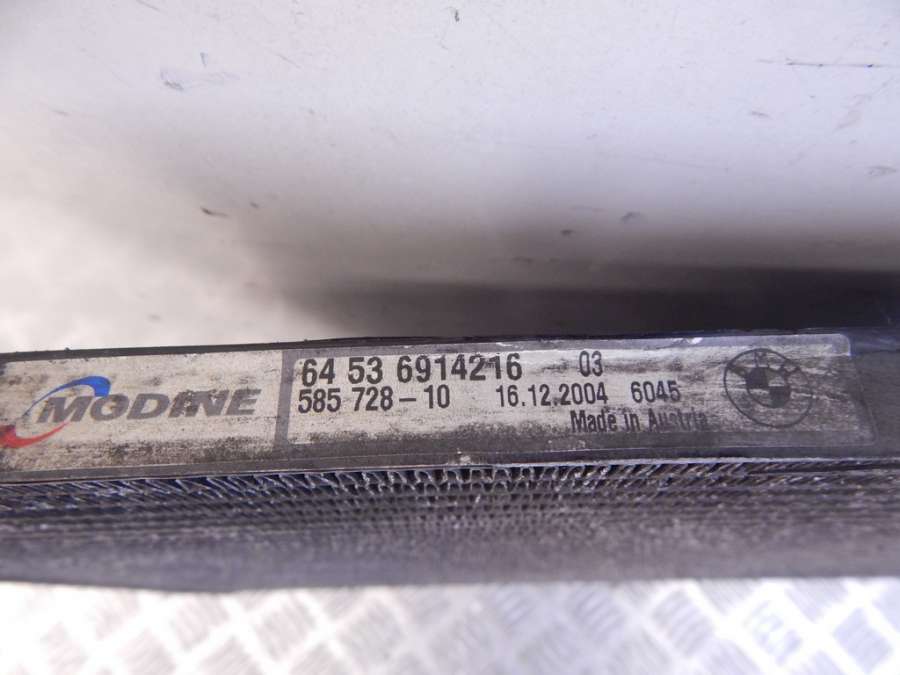 MODINE
64 53 6914216 03
585 728-10 16.12.2004 6045
Made in Austria